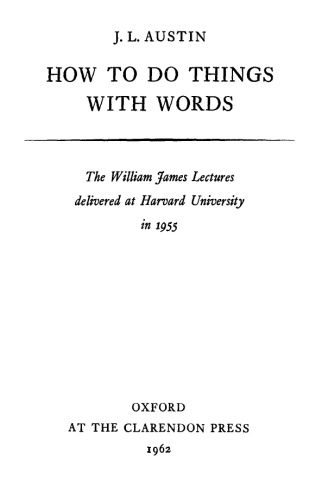 J. L. AUSTIN
HOW TO DO THINGS
WITH WORDS
The William James Lectures
delivered at Harvard University
in 1955
OXFORD
AT THE CLARENDON PRESS
1962